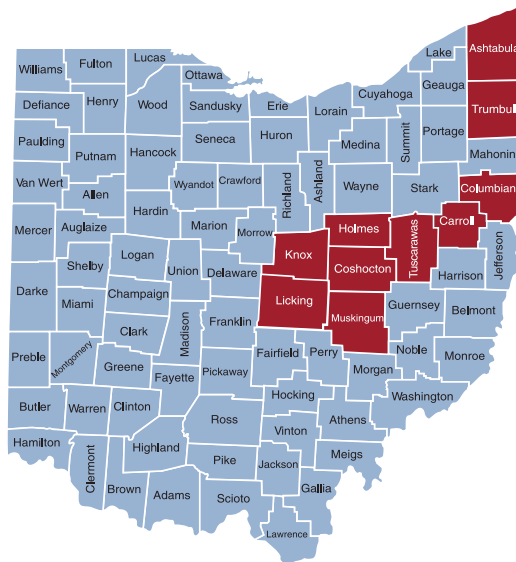 Williams
Fulton
Lucas
Ottawa
Lake
Ashtabula
Geauga
Cuyahoga
Defiance
Henry
Wood
Sandusky
Erie
Lorain
Trumbul
Paulding
Putnam
Hancock
Seneca
Huron
Medina
Summit
Portage
Mahonin
Van Wert
Allen
Wyandot
Crawford
Richland
Ashland
Wayne
Stark
Columbian
Mercer
Auglaize
Hardin
Marion
Morrow
Knox
Holmes
Tuscarawas
Carroll
Jefferson
Shelby
Logan
Union
Delaware
Coshocton
Harrison
Darke
Miami
Champaign
Licking
Muskingum
Guernsey
Belmont
Clark
Madison
Franklin
Preble
Montgomery
Greene
Fayette
Pickaway
Fairfield
Perry
Morgan
Noble
Monroe
Butler
Warren
Clinton
Ross
Hocking
Athens
Washington
Hamilton
Clermont
Brown
Highland
Adams
Pike
Scioto
Vinton
Jackson
Meigs
Gallia
Lawrence